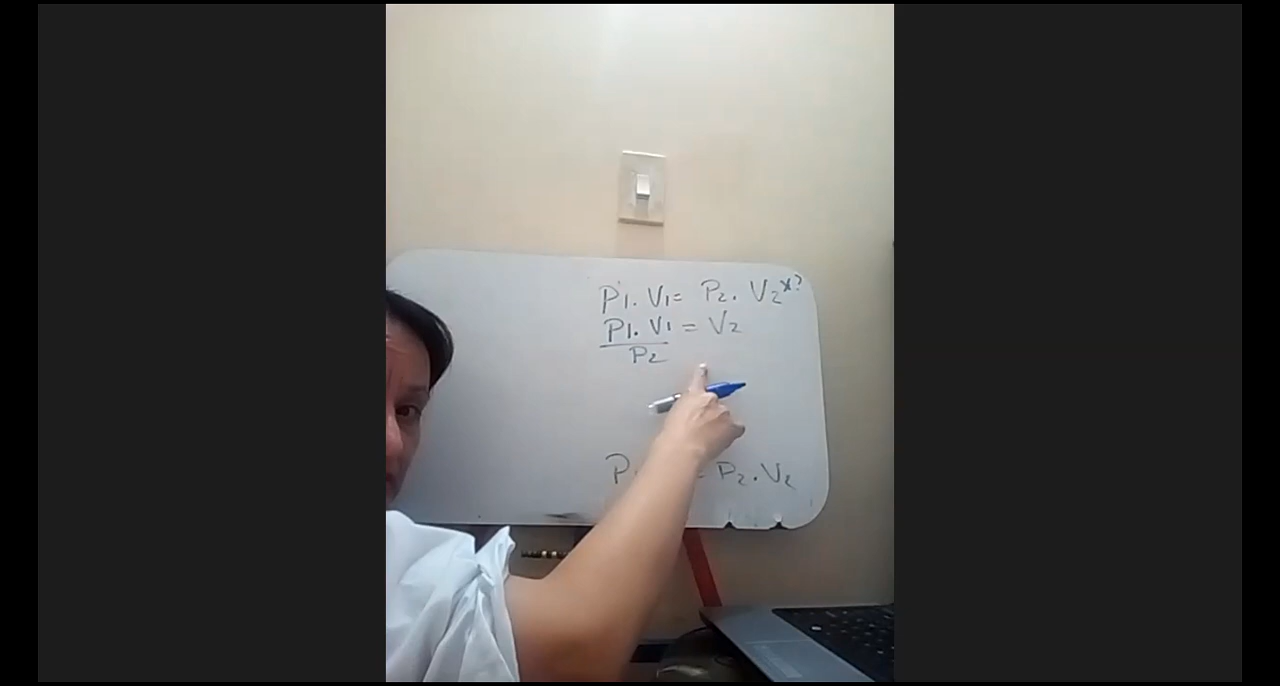 P1. V1= P2. V2 *?
P1. V1 = V2
P2
P = P2. V2